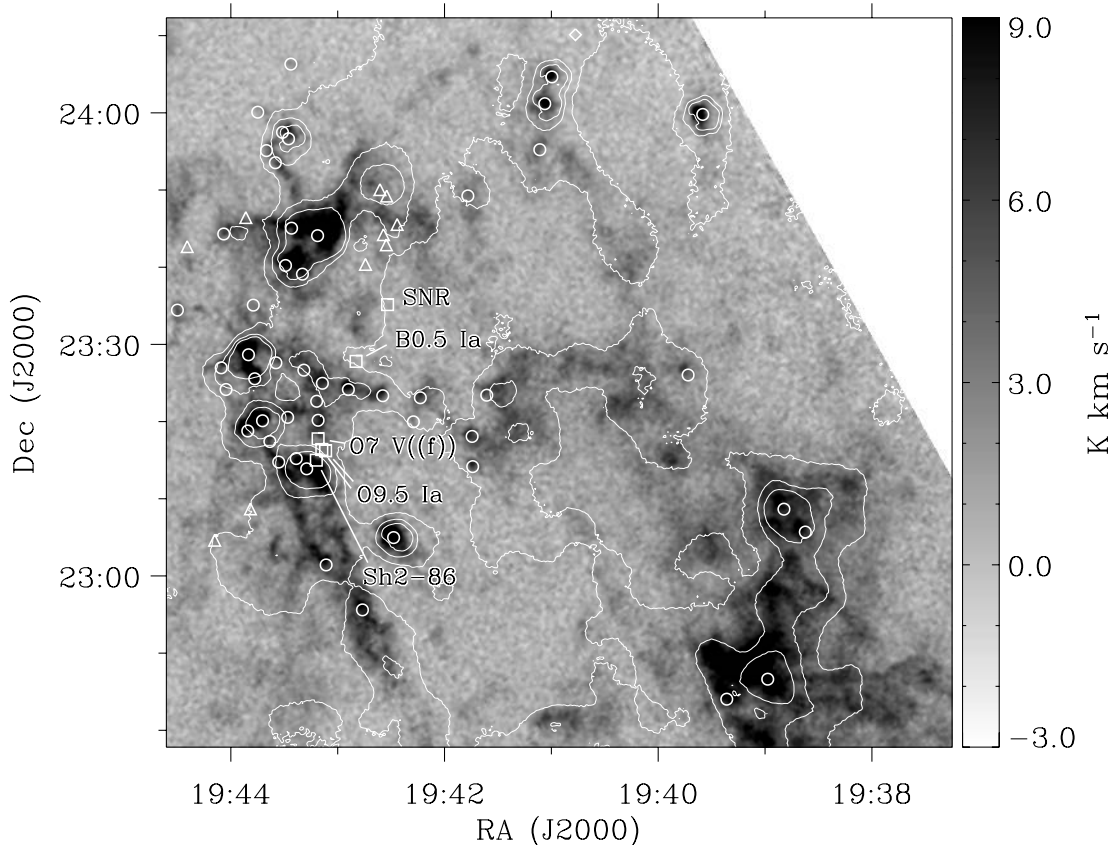 9.0
24:00
6.0
SNR
B0.5 Ia
23:30
3.0
O7 V((f))
O9.5 Ia
0.0
23:00
Sh2-86
-3.0
Dec (J2000)
K km s⁻¹
19:44 19:42 19:40 19:38
RA (J2000)